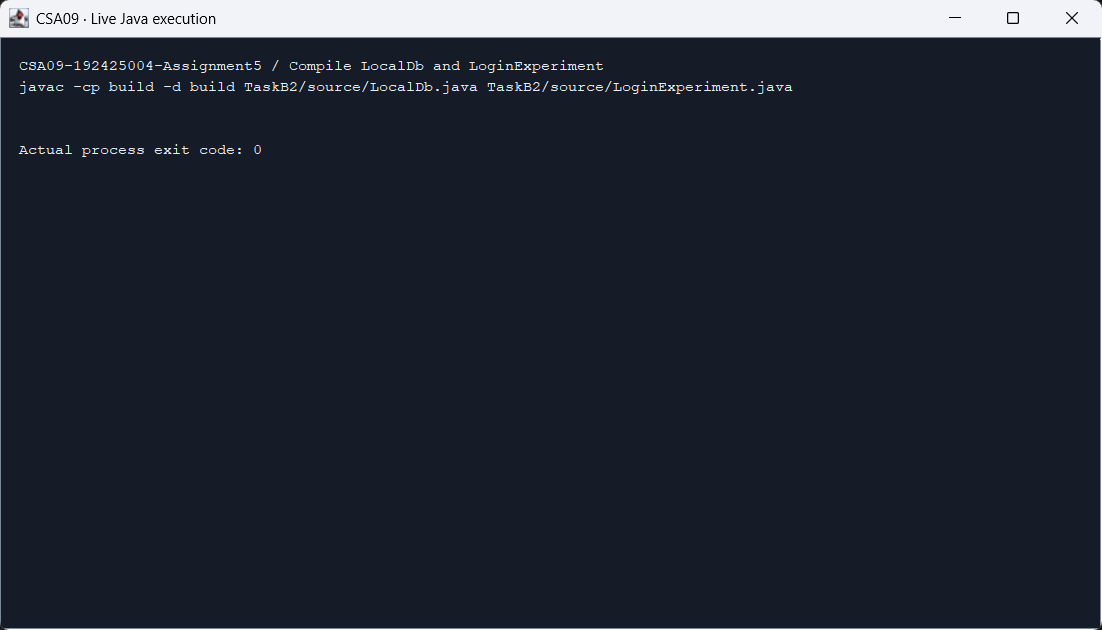 CSA09 · Live Java execution
CSA09-192425004-Assignment5 / Compile LocalDb and LoginExperiment
javac -cp build -d build TaskB2/source/LocalDb.java TaskB2/source/LoginExperiment.java
Actual process exit code: 0